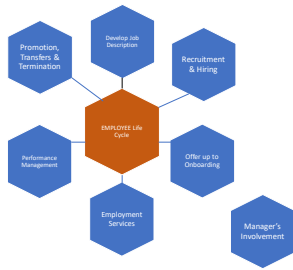 Develop Job
Description
Promotion,
Transfers &
Termination
Recruitment
& Hiring
EMPLOYEE Life
Cycle
Performance
Management
Offer up to
Onboarding
Employment
Services
Manager's
Involvement